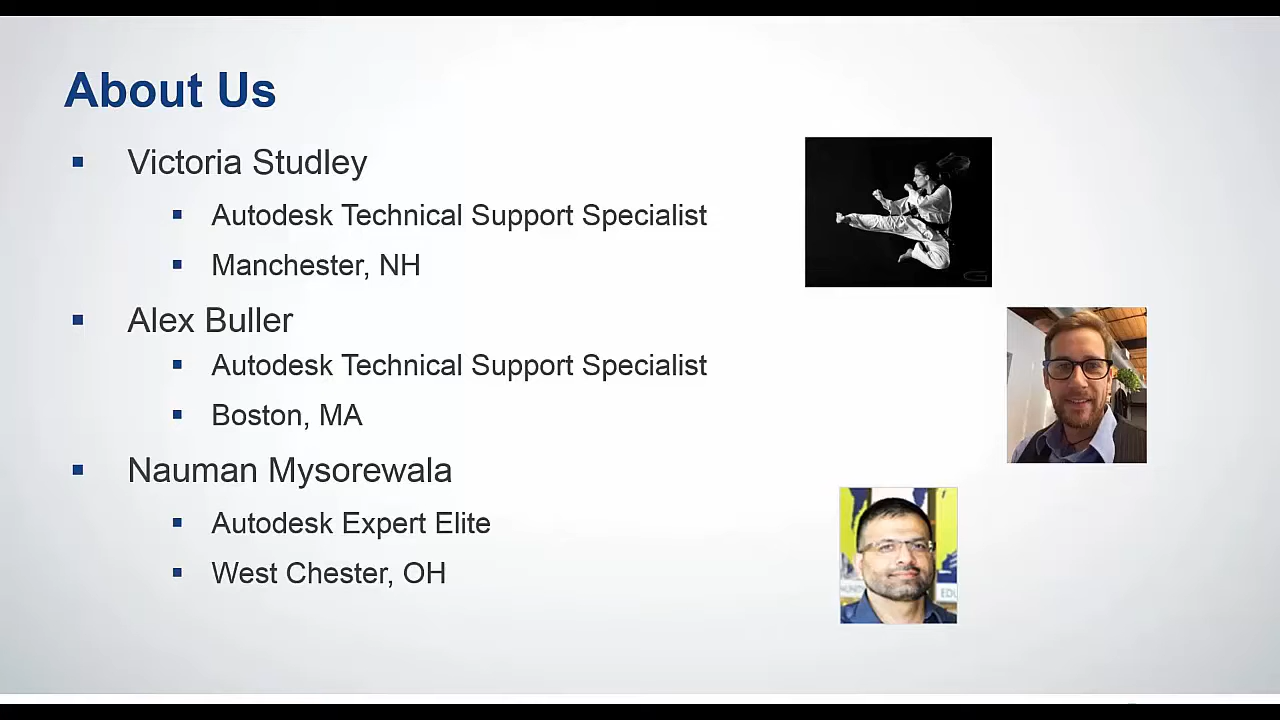 About Us
Victoria Studley
Autodesk Technical Support Specialist
Manchester, NH
Alex Buller
Autodesk Technical Support Specialist
Boston, MA
Nauman Mysorewala
Autodesk Expert Elite
West Chester, OH
EDU